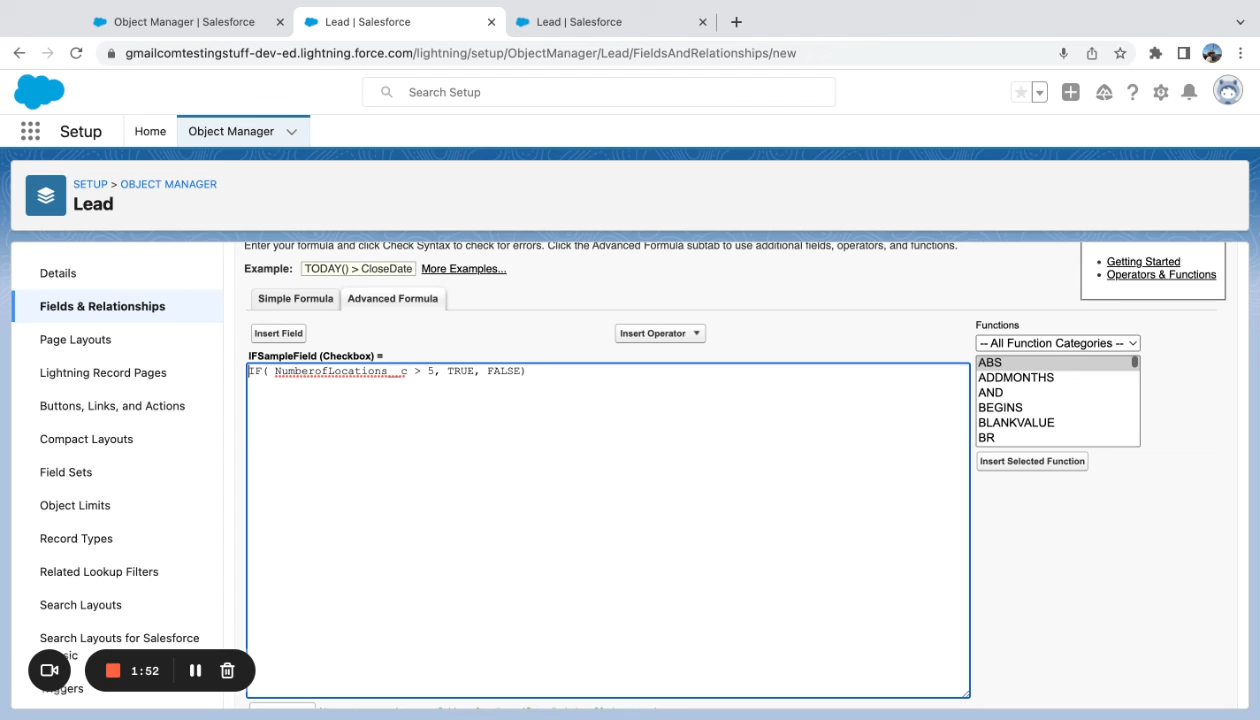 Object Manager | Salesforce
Lead | Salesforce
Lead | Salesforce
gmailcomtestingstuff-dev-ed.lightning.force.com/lightning/setup/ObjectManager/Lead/FieldsAndRelationships/new
Search Setup
Setup
Home
Object Manager
SETUP > OBJECT MANAGER
Lead
Details
Fields & Relationships
Page Layouts
Lightning Record Pages
Buttons, Links, and Actions
Compact Layouts
Field Sets
Object Limits
Record Types
Related Lookup Filters
Search Layouts
Search Layouts for Salesforce
1:52
Enter your formula and click Check Syntax to check for errors. Click the Advanced Formula subtab to use additional fields, operators, and functions.
Example: TODAY() > CloseDate More Examples...
Getting Started
Operators & Functions
Simple Formula
Advanced Formula
Insert Field
Insert Operator
IFSampleField (Checkbox) =
IF( NumberofLocations__c > 5, TRUE, FALSE)
Functions
-- All Function Categories --
ABS
ADDMONTHS
AND
BEGINS
BLANKVALUE
BR
Insert Selected Function